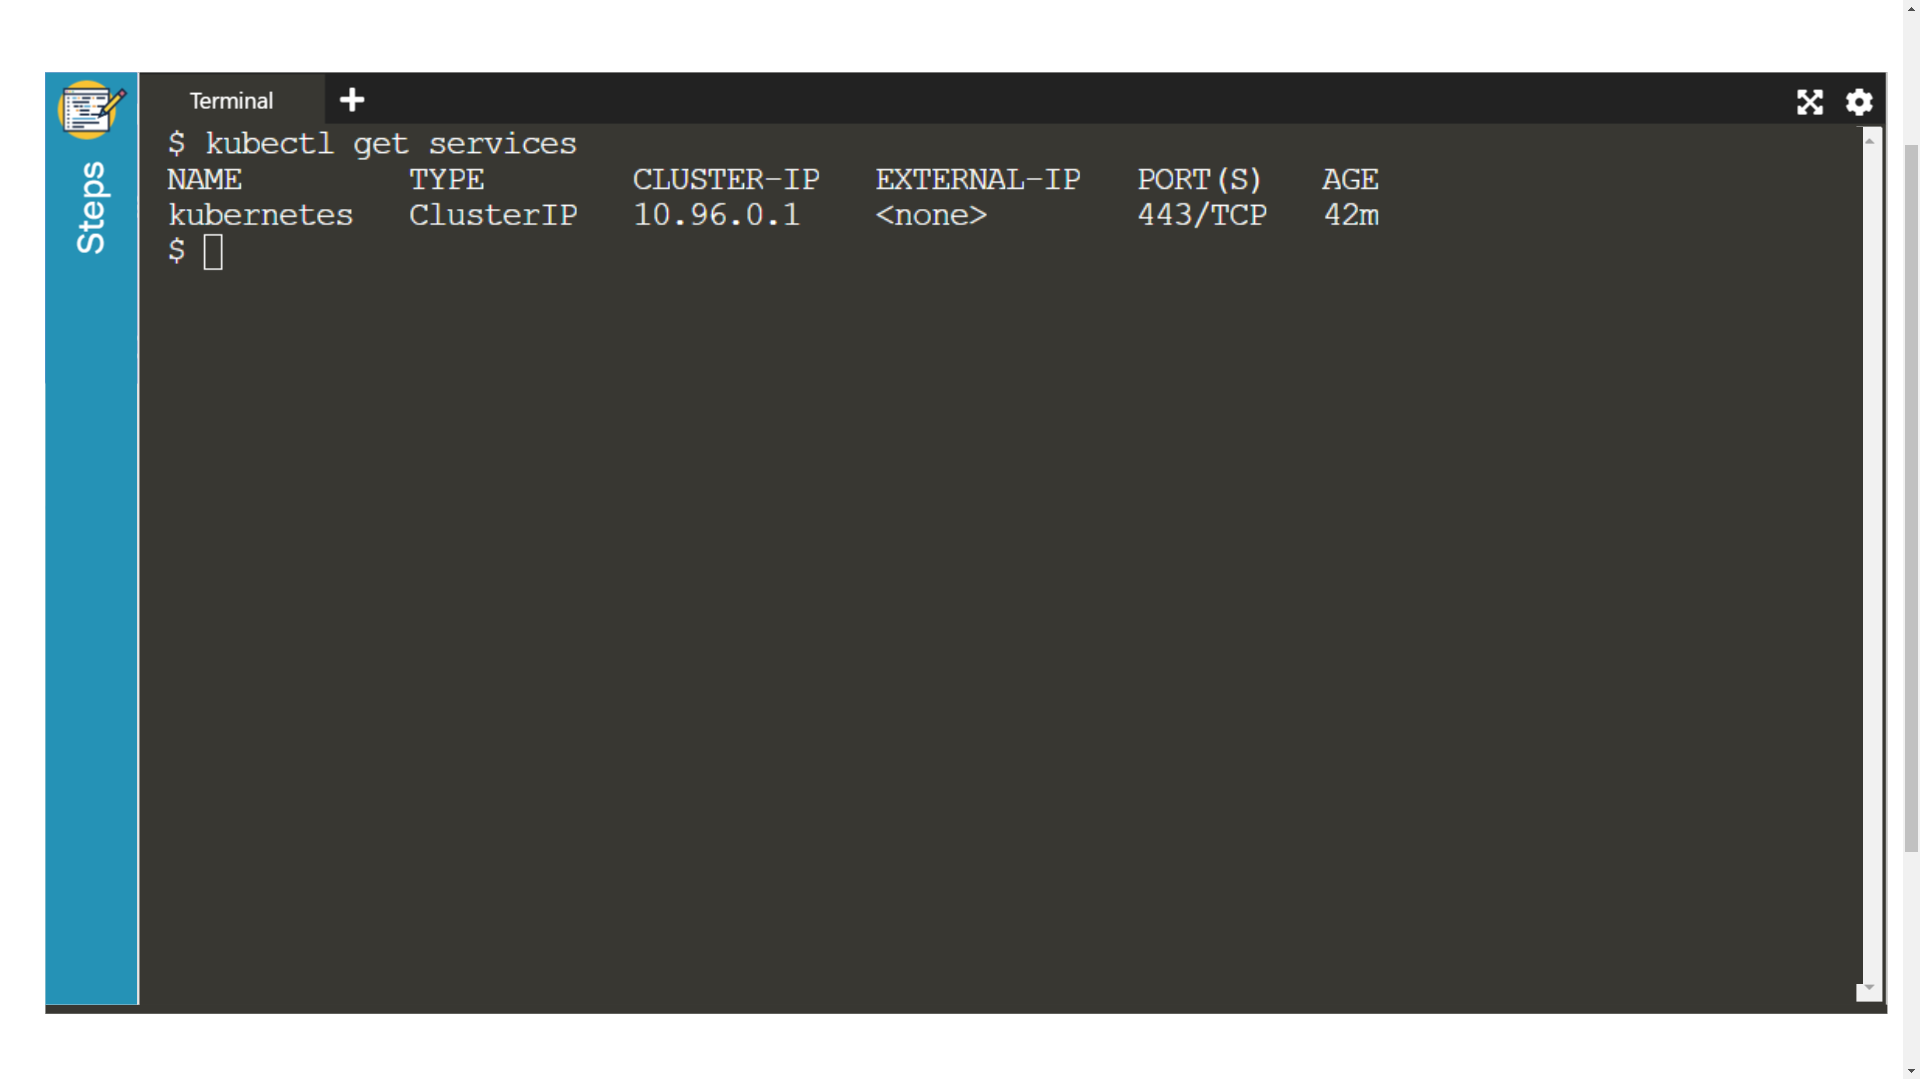 Steps
Terminal
$ kubectl get services
NAME TYPE CLUSTER-IP EXTERNAL-IP PORT(S) AGE
kubernetes ClusterIP 10.96.0.1 <none> 443/TCP 42m
$